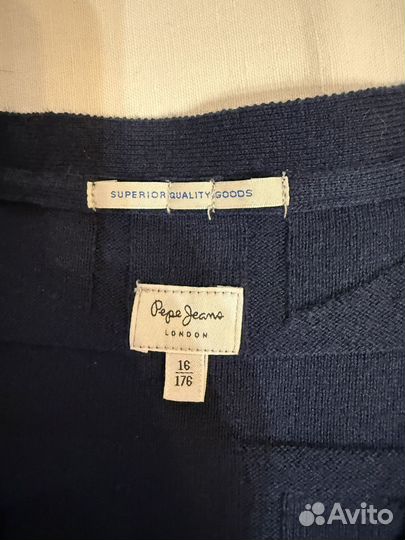 SUPERIOR QUALITY GOODS
Pepe Jeans
LONDON
16
176
Avito